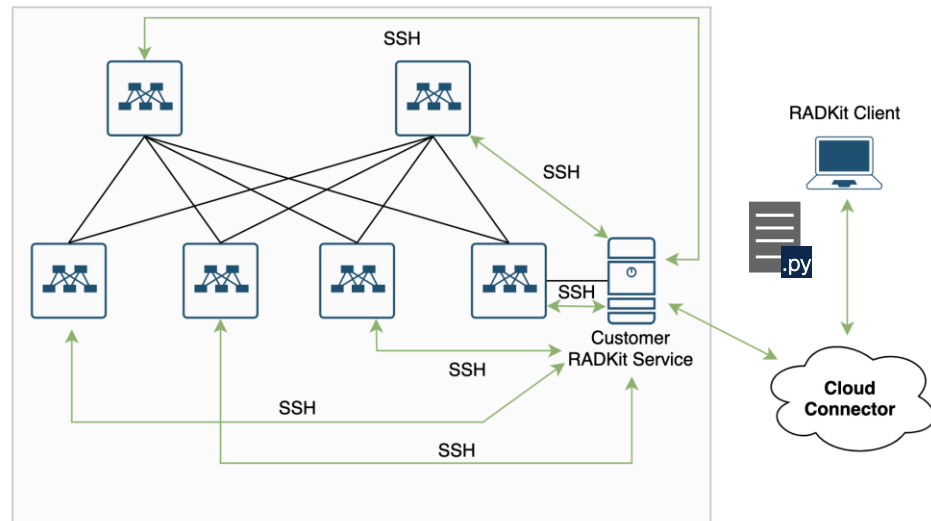 SSH
RADKit Client
SSH
.py
SSH
Customer
RADKit Service
SSH
Cloud
Connector
SSH
SSH